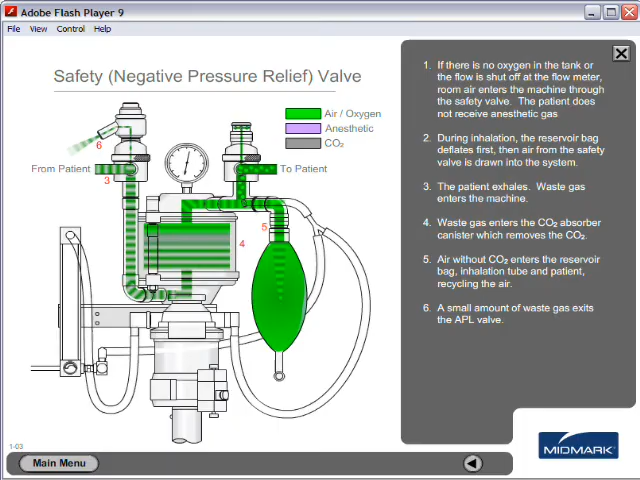 Adobe Flash Player 9
File View Control Help
Safety (Negative Pressure Relief) Valve
Air / Oxygen
Anesthetic
CO₂
6
From Patient
To Patient
3
5
4
1. If there is no oxygen in the tank or
the flow is shut off at the flow meter,
room air enters the machine through
the safety valve. The patient does
not receive anesthetic gas
2. During inhalation, the reservoir bag
deflates first, then air from the safety
valve is drawn into the system.
3. The patient exhales. Waste gas
enters the machine.
4. Waste gas enters the CO₂ absorber
canister which removes the CO₂.
5. Air without CO₂ enters the reservoir
bag, inhalation tube and patient,
recycling the air.
6. A small amount of waste gas exits
the APL valve.
1-03
Main Menu
MIDMARK